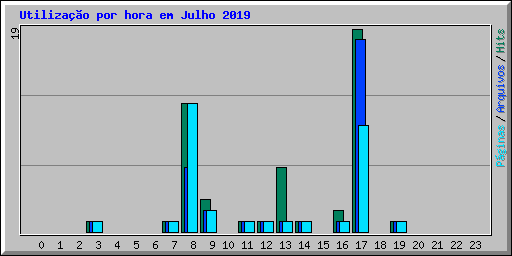 Utilização por hora em Julho 2019
19
Páginas / Arquivos / Hits
0 1 2 3 4 5 6 7 8 9 10 11 12 13 14 15 16 17 18 19 20 21 22 23